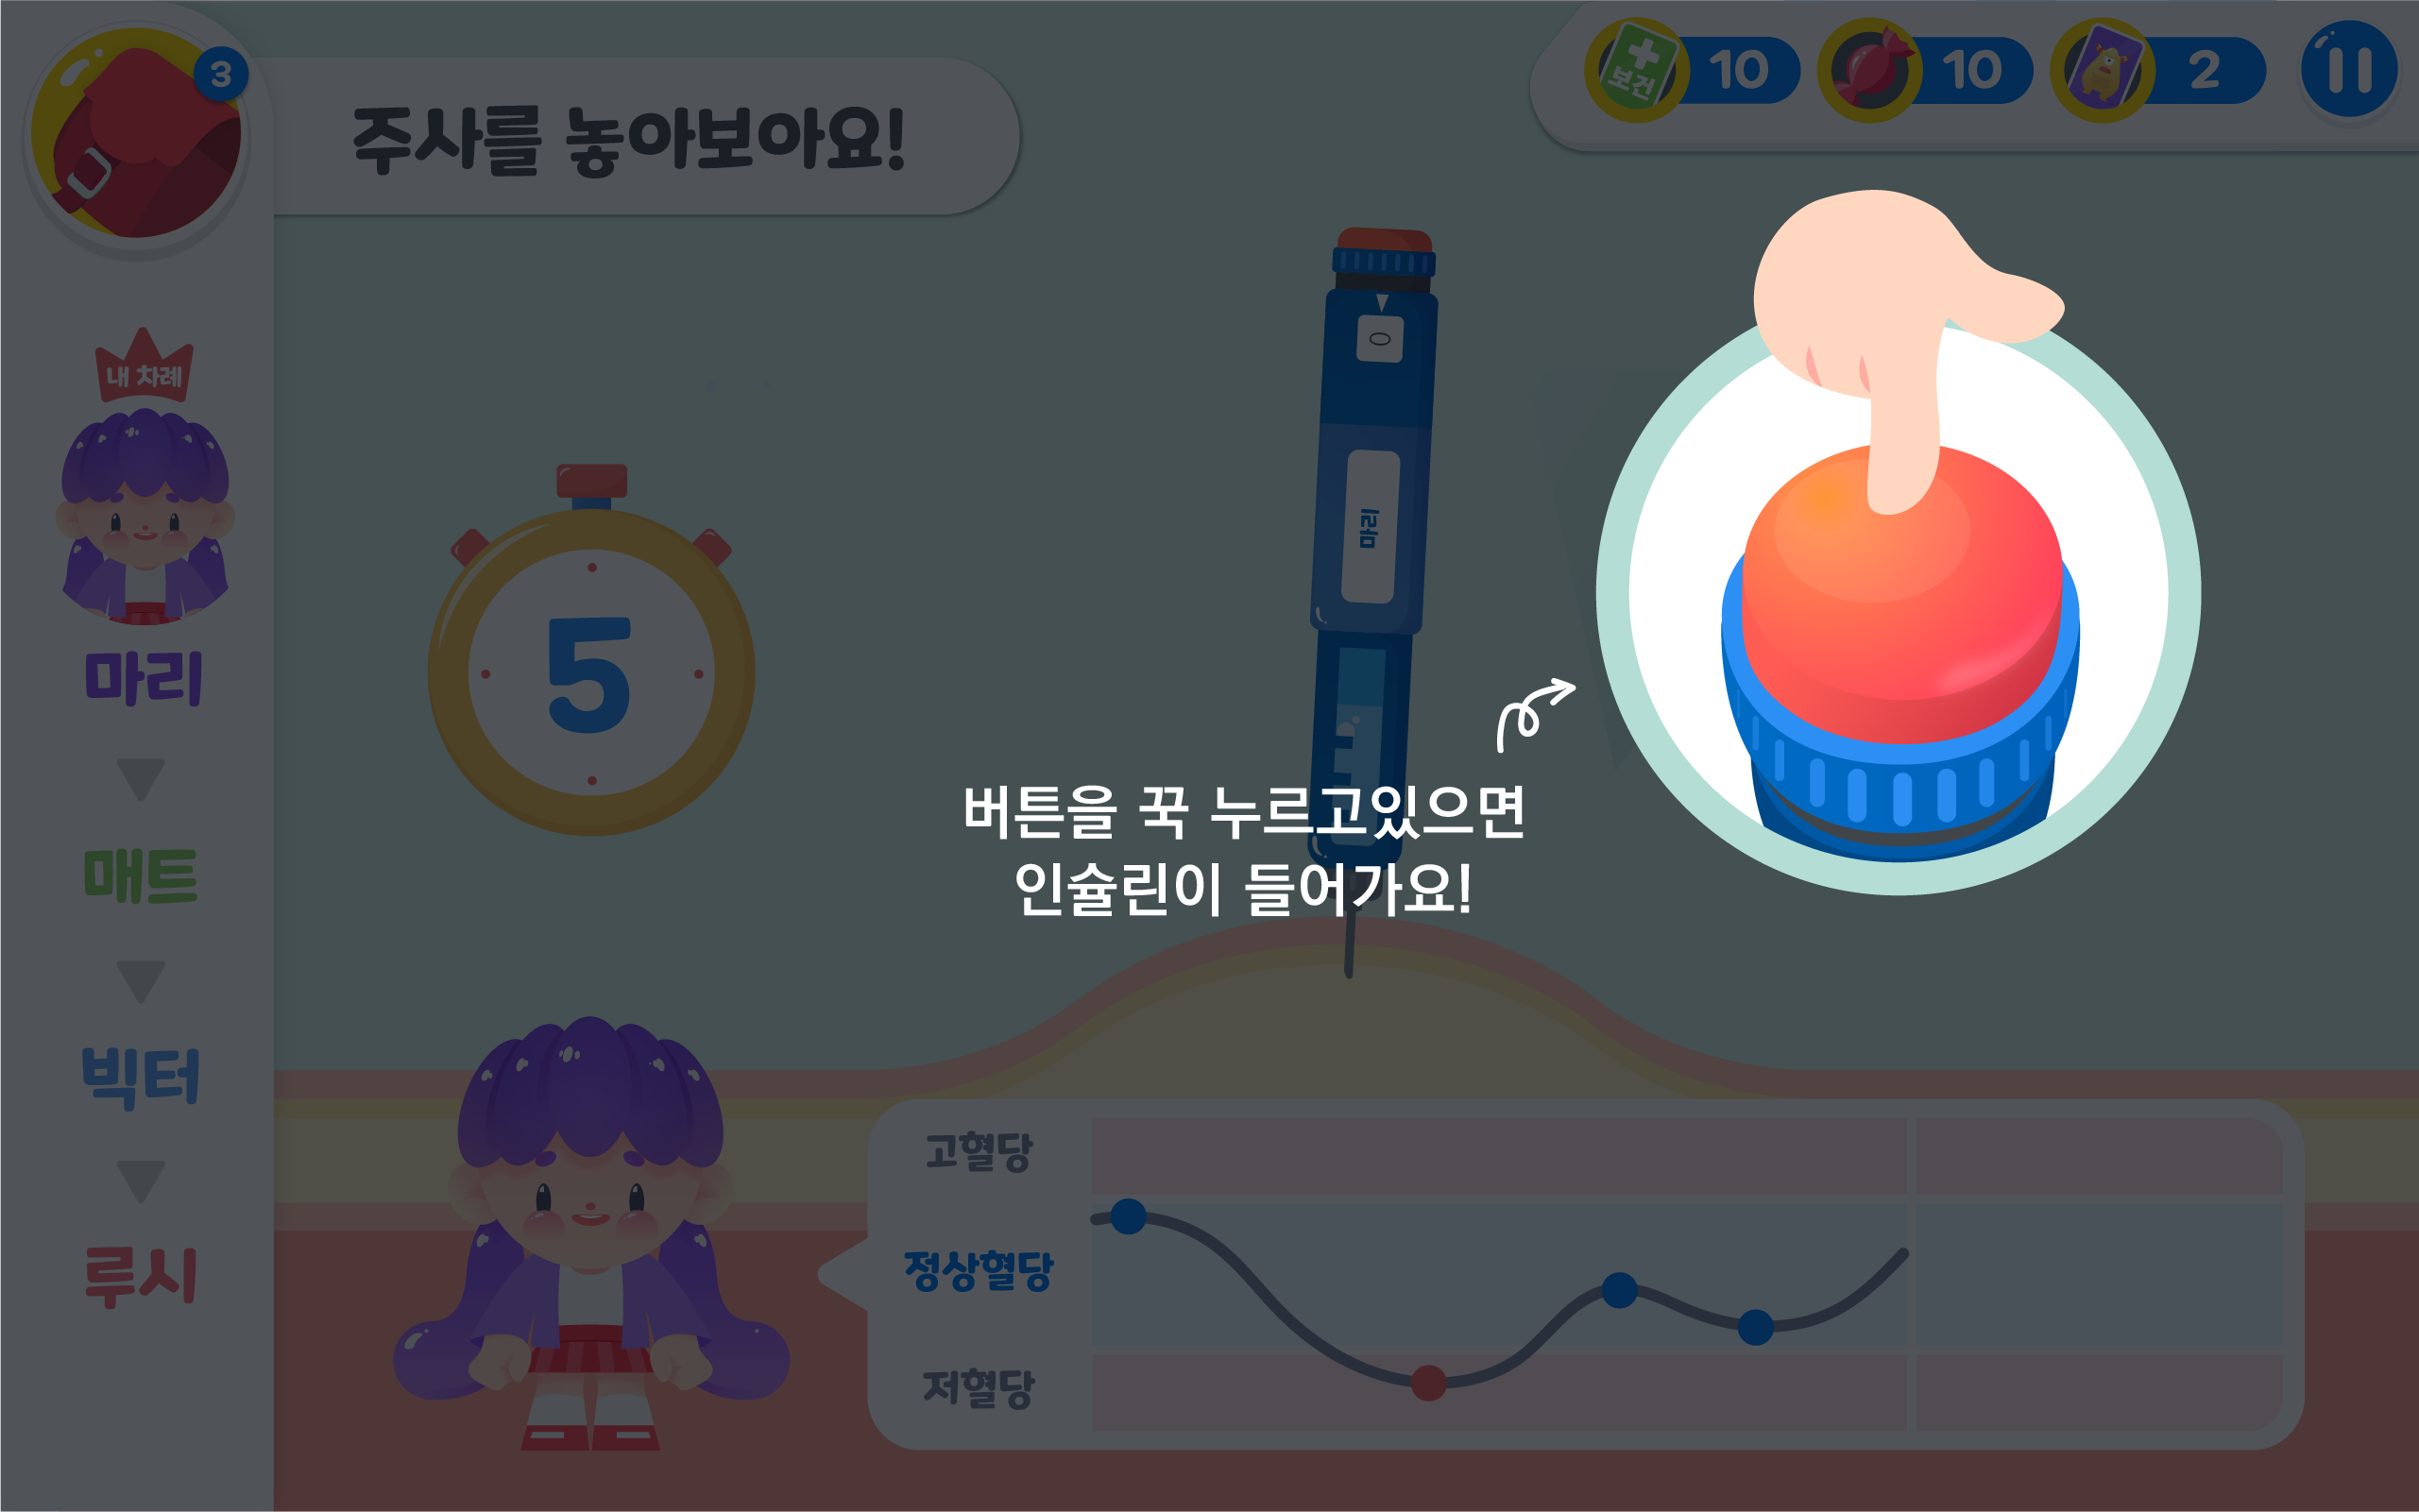 3
주사를 놓아보아요!
보건
10
10
2
내 차례
마리
매트
빅터
루시
5
0
마리
버튼을 꾹 누르고있으면
인슐린이 들어가요!
고혈당
정상혈당
저혈당